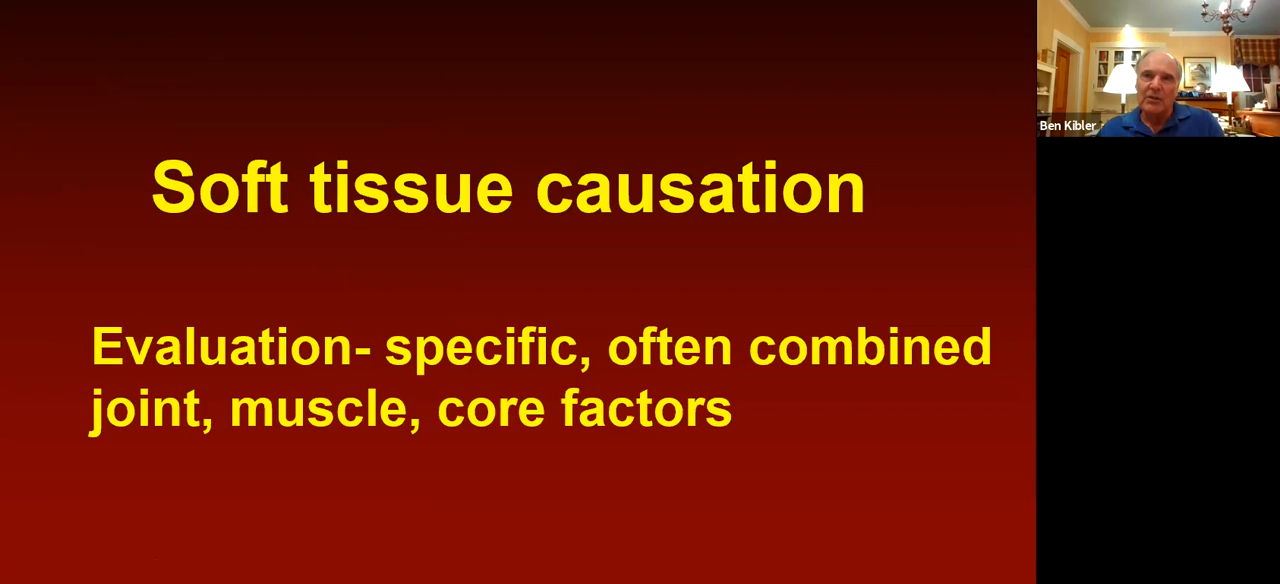 Soft tissue causation
Evaluation- specific, often combined
joint, muscle, core factors
Ben Kibler